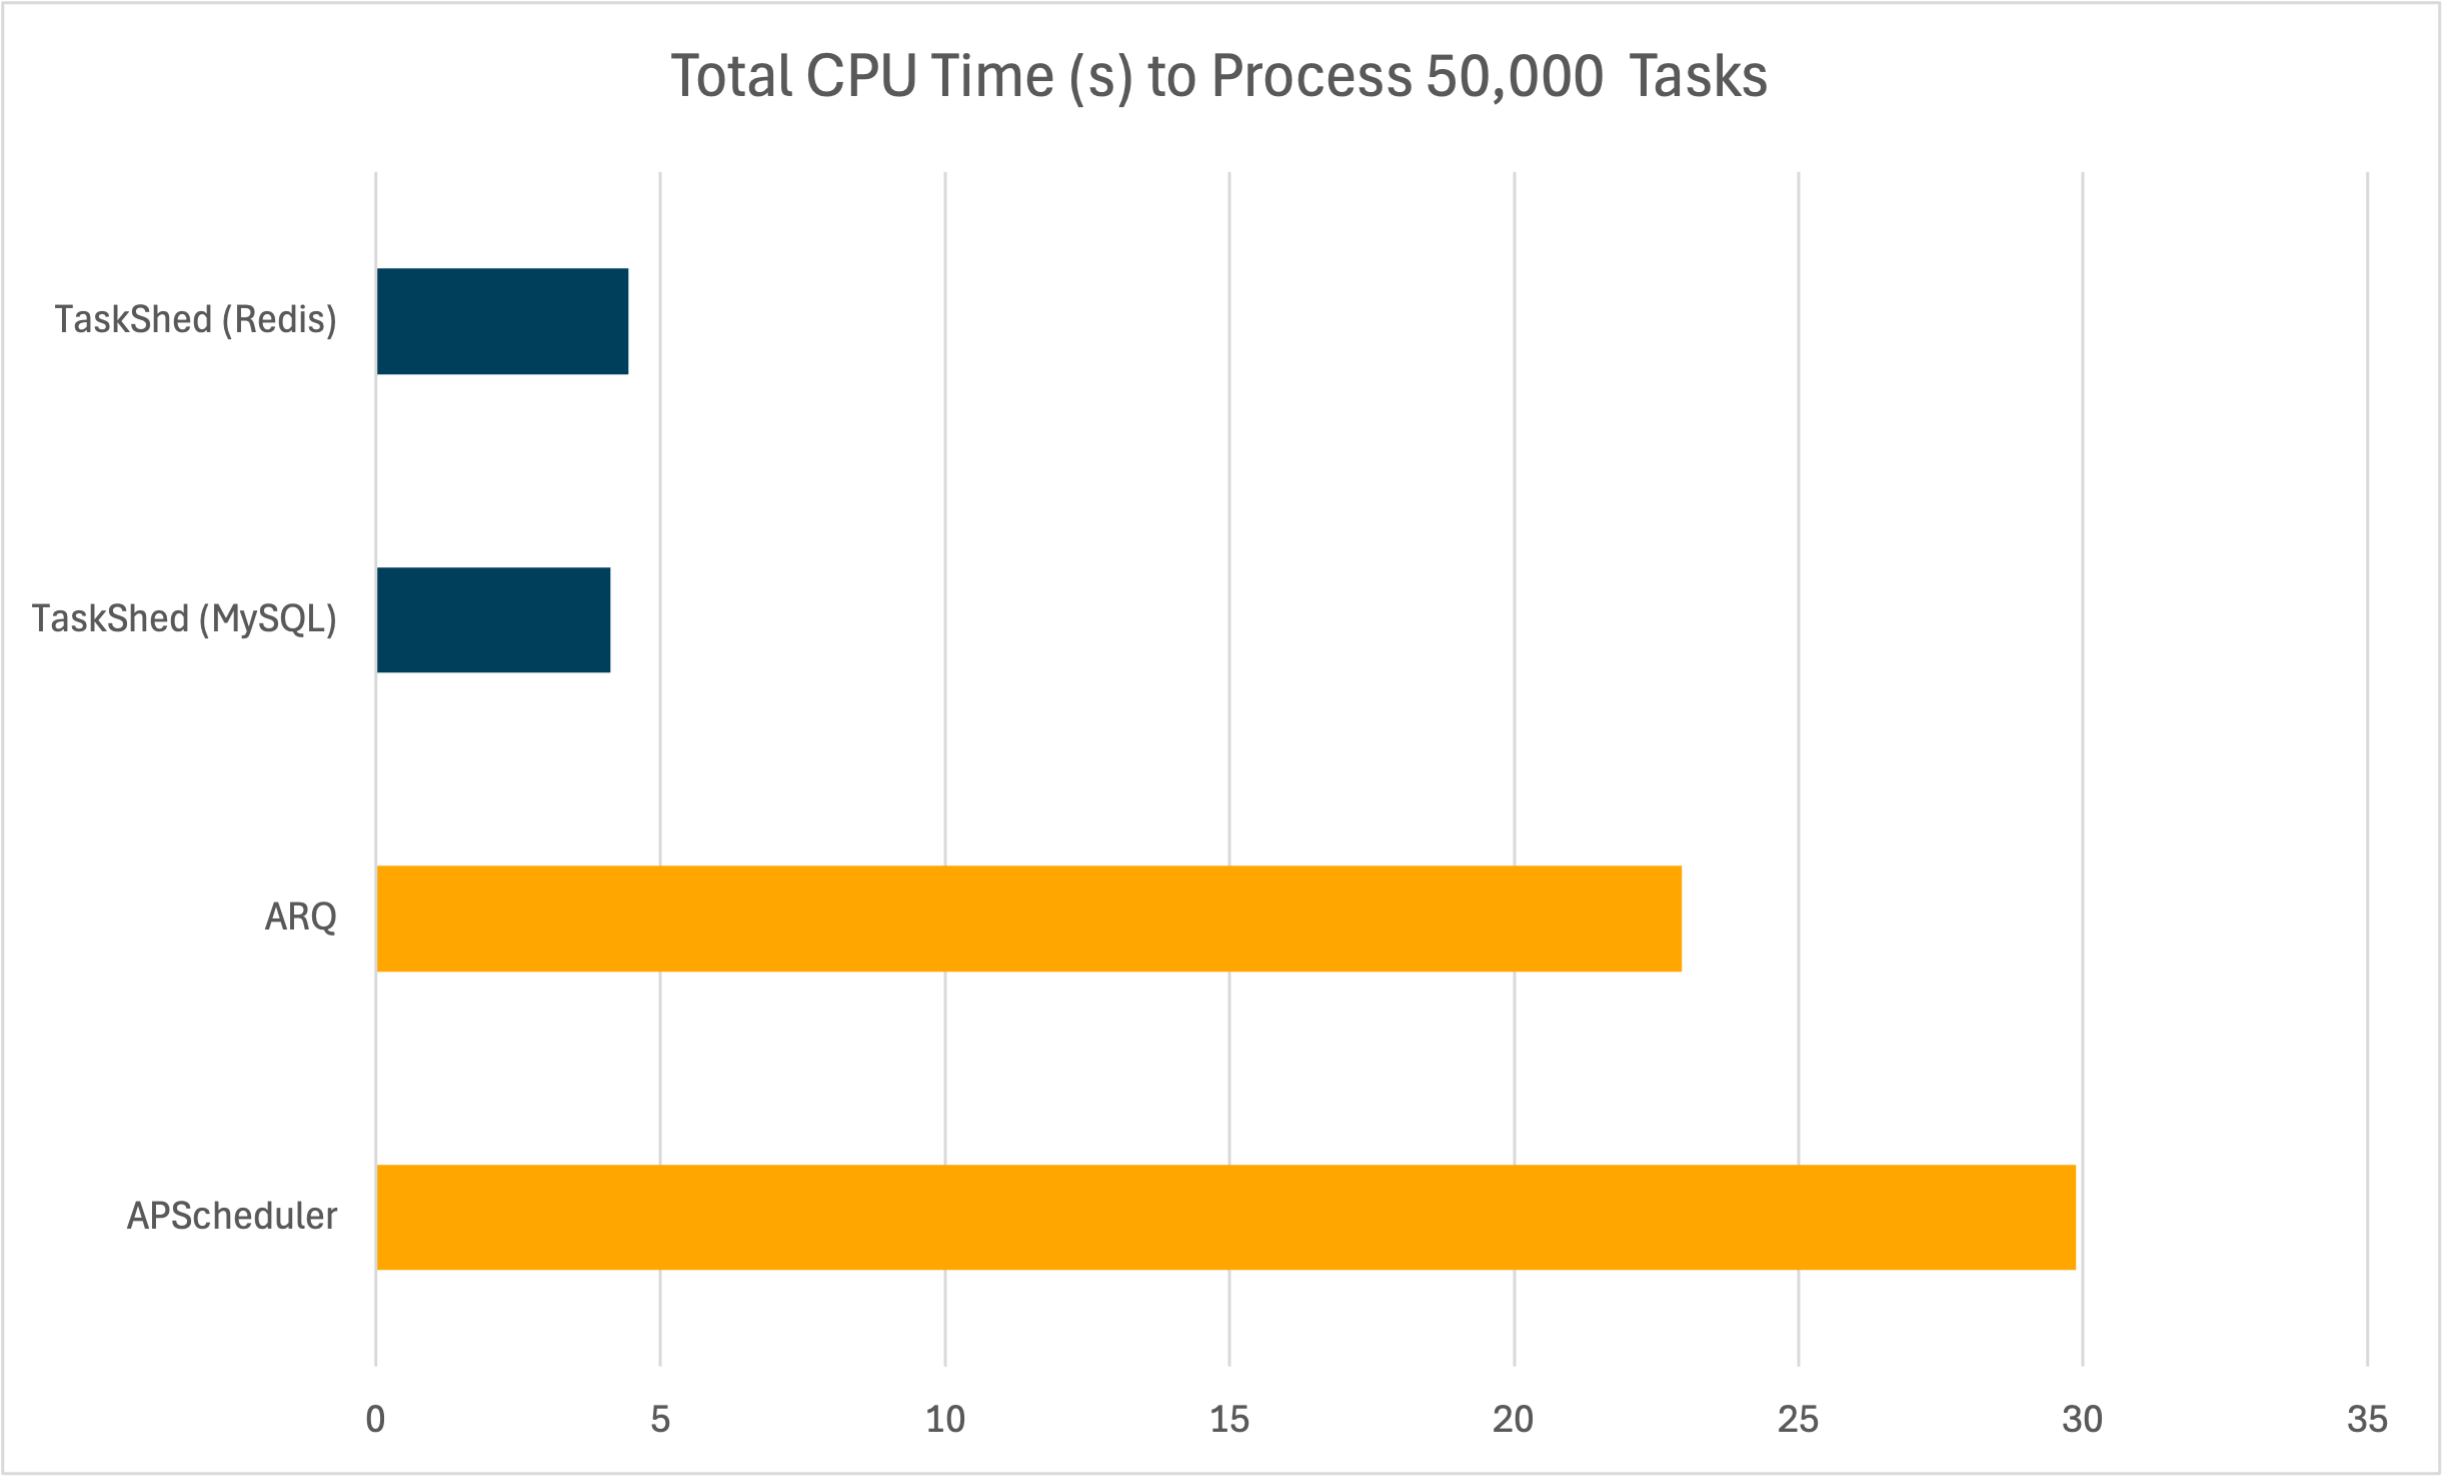 Total CPU Time (s) to Process 50,000 Tasks
TaskShed (Redis)
TaskShed (MySQL)
ARQ
APScheduler
0 5 10 15 20 25 30 35